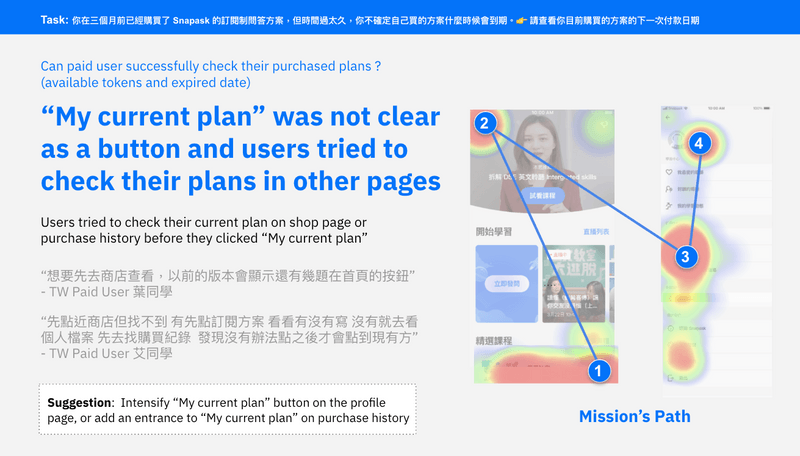 Task: 你在三個月前已經購買了 Snapask 的訂閱制問答方案，但時間過太久，你不確定自己買的方案什麼時候會到期。👉 請查看你目前購買的方案的下一次付款日期
Can paid user successfully check their purchased plans ?
(available tokens and expired date)
“My current plan” was not clear
as a button and users tried to
check their plans in other pages
Users tried to check their current plan on shop page or
purchase history before they clicked “My current plan”
“想要先去商店查看，以前的版本會顯示還有幾題在首頁的按鈕”
- TW Paid User 葉同學
“先點近商店但找不到 有先點訂閱方案 看看有沒有寫 沒有就去看
個人檔案 先去找購買紀錄 發現沒有辦法點之後才會點到現有方”
- TW Paid User 艾同學
Suggestion: Intensify “My current plan” button on the profile
page, or add an entrance to “My current plan” on purchase history
2
試看課程
開始學習
直播列表
立即發問
精選課程
1
4
3
Mission’s Path